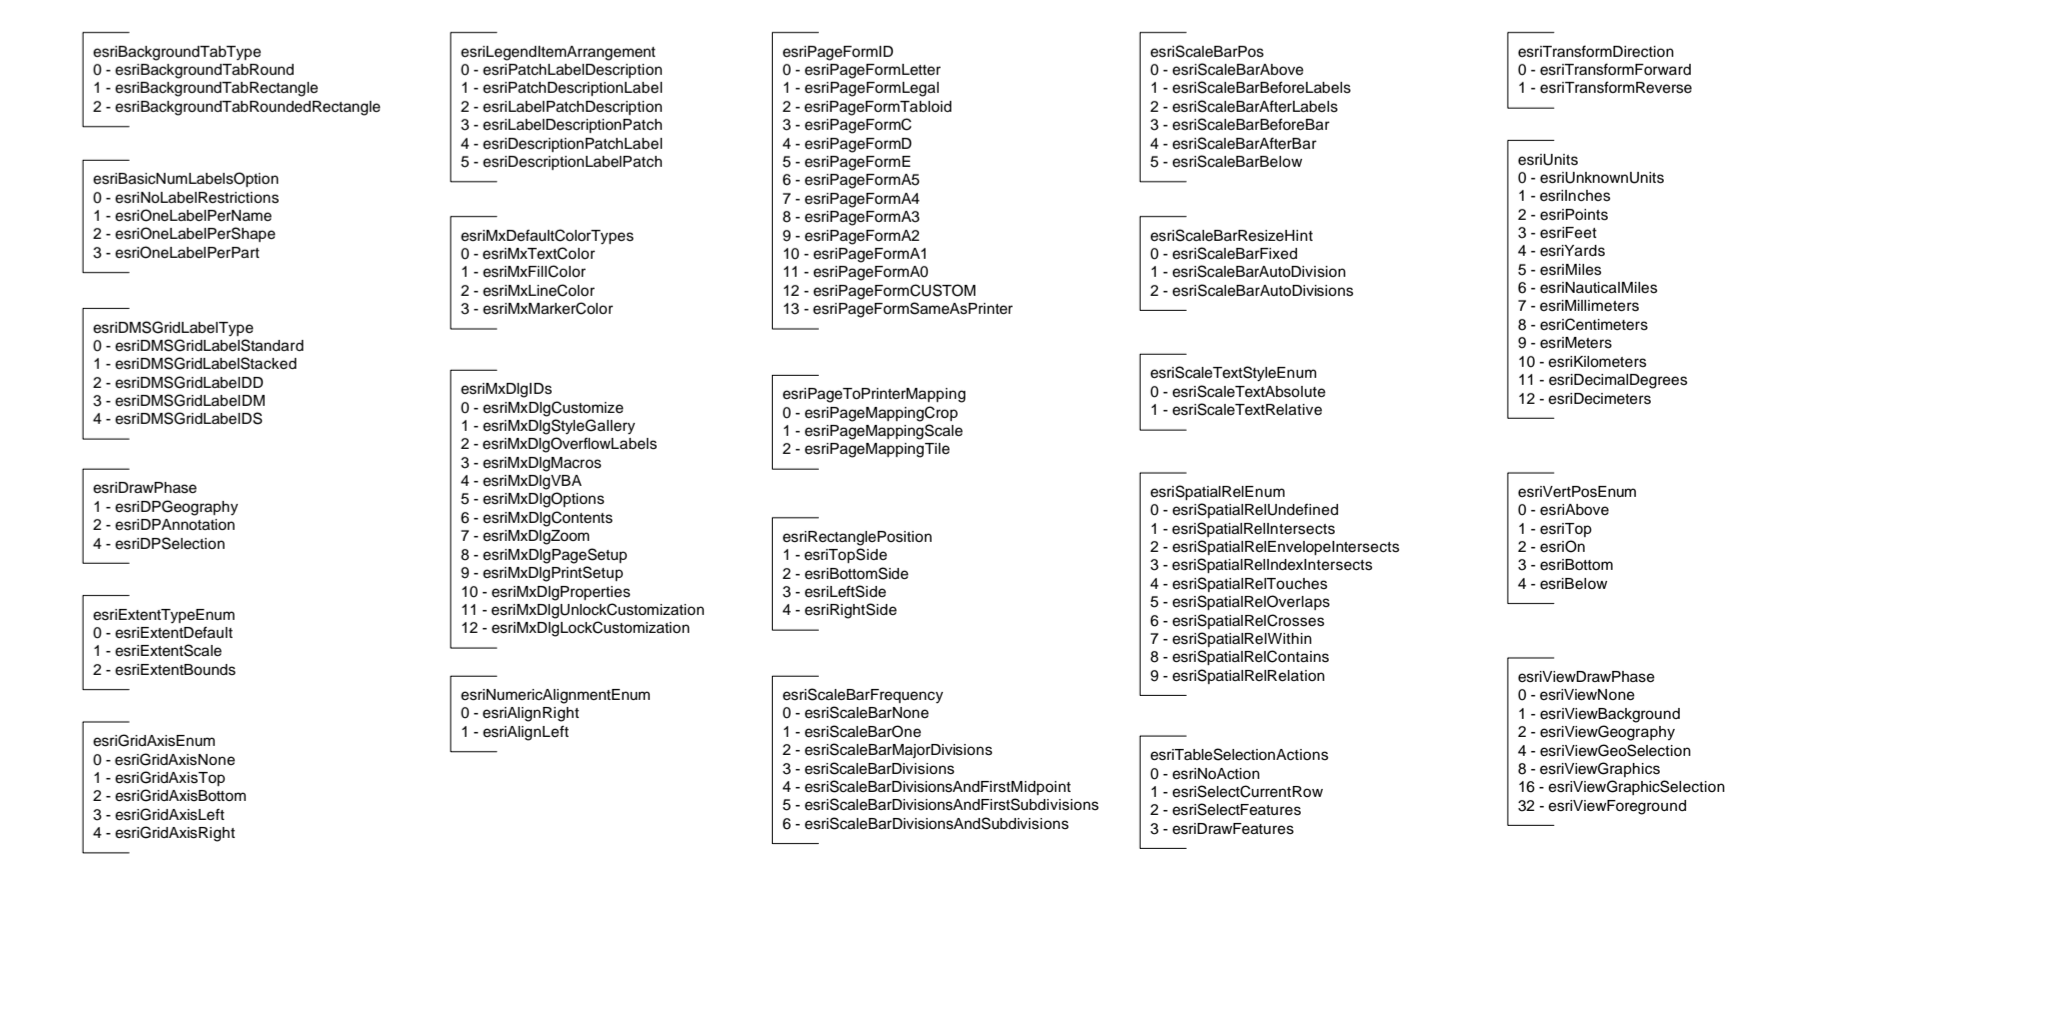 esriBackgroundTabType
0 - esriBackgroundTabRound
1 - esriBackgroundTabRectangle
2 - esriBackgroundTabRoundedRectangle
esriBasicNumLabelsOption
0 - esriNoLabelRestrictions
1 - esriOneLabelPerName
2 - esriOneLabelPerShape
3 - esriOneLabelPerPart
esriDMSGridLabelType
0 - esriDMSGridLabelStandard
1 - esriDMSGridLabelStacked
2 - esriDMSGridLabelDD
3 - esriDMSGridLabelDM
4 - esriDMSGridLabelDS
esriDrawPhase
1 - esriDPGeography
2 - esriDPAnnotation
4 - esriDPSelection
esriExtentTypeEnum
0 - esriExtentDefault
1 - esriExtentScale
2 - esriExtentBounds
esriGridAxisEnum
0 - esriGridAxisNone
1 - esriGridAxisTop
2 - esriGridAxisBottom
3 - esriGridAxisLeft
4 - esriGridAxisRight
esriLegendItemArrangement
0 - esriPatchLabelDescription
1 - esriPatchDescriptionLabel
2 - esriLabelPatchDescription
3 - esriLabelDescriptionPatch
4 - esriDescriptionPatchLabel
5 - esriDescriptionLabelPatch
esriMxDefaultColorTypes
0 - esriMxTextColor
1 - esriMxFillColor
2 - esriMxLineColor
3 - esriMxMarkerColor
esriMxDlgIDs
0 - esriMxDlgCustomize
1 - esriMxDlgStyleGallery
2 - esriMxDlgOverflowLabels
3 - esriMxDlgMacros
4 - esriMxDlgVBA
5 - esriMxDlgOptions
6 - esriMxDlgContents
7 - esriMxDlgZoom
8 - esriMxDlgPageSetup
9 - esriMxDlgPrintSetup
10 - esriMxDlgProperties
11 - esriMxDlgUnlockCustomization
12 - esriMxDlgLockCustomization
esriNumericAlignmentEnum
0 - esriAlignRight
1 - esriAlignLeft
esriPageFormID
0 - esriPageFormLetter
1 - esriPageFormLegal
2 - esriPageFormTabloid
3 - esriPageFormC
4 - esriPageFormD
5 - esriPageFormE
6 - esriPageFormA5
7 - esriPageFormA4
8 - esriPageFormA3
9 - esriPageFormA2
10 - esriPageFormA1
11 - esriPageFormA0
12 - esriPageFormCUSTOM
13 - esriPageFormSameAsPrinter
esriPageToPrinterMapping
0 - esriPageMappingCrop
1 - esriPageMappingScale
2 - esriPageMappingTile
esriRectanglePosition
1 - esriTopSide
2 - esriBottomSide
3 - esriLeftSide
4 - esriRightSide
esriScaleBarFrequency
0 - esriScaleBarNone
1 - esriScaleBarOne
2 - esriScaleBarMajorDivisions
3 - esriScaleBarDivisions
4 - esriScaleBarDivisionsAndFirstMidpoint
5 - esriScaleBarDivisionsAndFirstSubdivisions
6 - esriScaleBarDivisionsAndSubdivisions
esriScaleBarPos
0 - esriScaleBarAbove
1 - esriScaleBarBeforeLabels
2 - esriScaleBarAfterLabels
3 - esriScaleBarBeforeBar
4 - esriScaleBarAfterBar
5 - esriScaleBarBelow
esriScaleBarResizeHint
0 - esriScaleBarFixed
1 - esriScaleBarAutoDivision
2 - esriScaleBarAutoDivisions
esriScaleTextStyleEnum
0 - esriScaleTextAbsolute
1 - esriScaleTextRelative
esriSpatialRelEnum
0 - esriSpatialRelUndefined
1 - esriSpatialRelIntersects
2 - esriSpatialRelEnvelopeIntersects
3 - esriSpatialRelIndexIntersects
4 - esriSpatialRelTouches
5 - esriSpatialRelOverlaps
6 - esriSpatialRelCrosses
7 - esriSpatialRelWithin
8 - esriSpatialRelContains
9 - esriSpatialRelRelation
esriTableSelectionActions
0 - esriNoAction
1 - esriSelectCurrentRow
2 - esriSelectFeatures
3 - esriDrawFeatures
esriTransformDirection
0 - esriTransformForward
1 - esriTransformReverse
esriUnits
0 - esriUnknownUnits
1 - esriInches
2 - esriPoints
3 - esriFeet
4 - esriYards
5 - esriMiles
6 - esriNauticalMiles
7 - esriMillimeters
8 - esriCentimeters
9 - esriMeters
10 - esriKilometers
11 - esriDecimalDegrees
12 - esriDecimeters
esriVertPosEnum
0 - esriAbove
1 - esriTop
2 - esriOn
3 - esriBottom
4 - esriBelow
esriViewDrawPhase
0 - esriViewNone
1 - esriViewBackground
2 - esriViewGeography
4 - esriViewGeoSelection
8 - esriViewGraphics
16 - esriViewGraphicSelection
32 - esriViewForeground